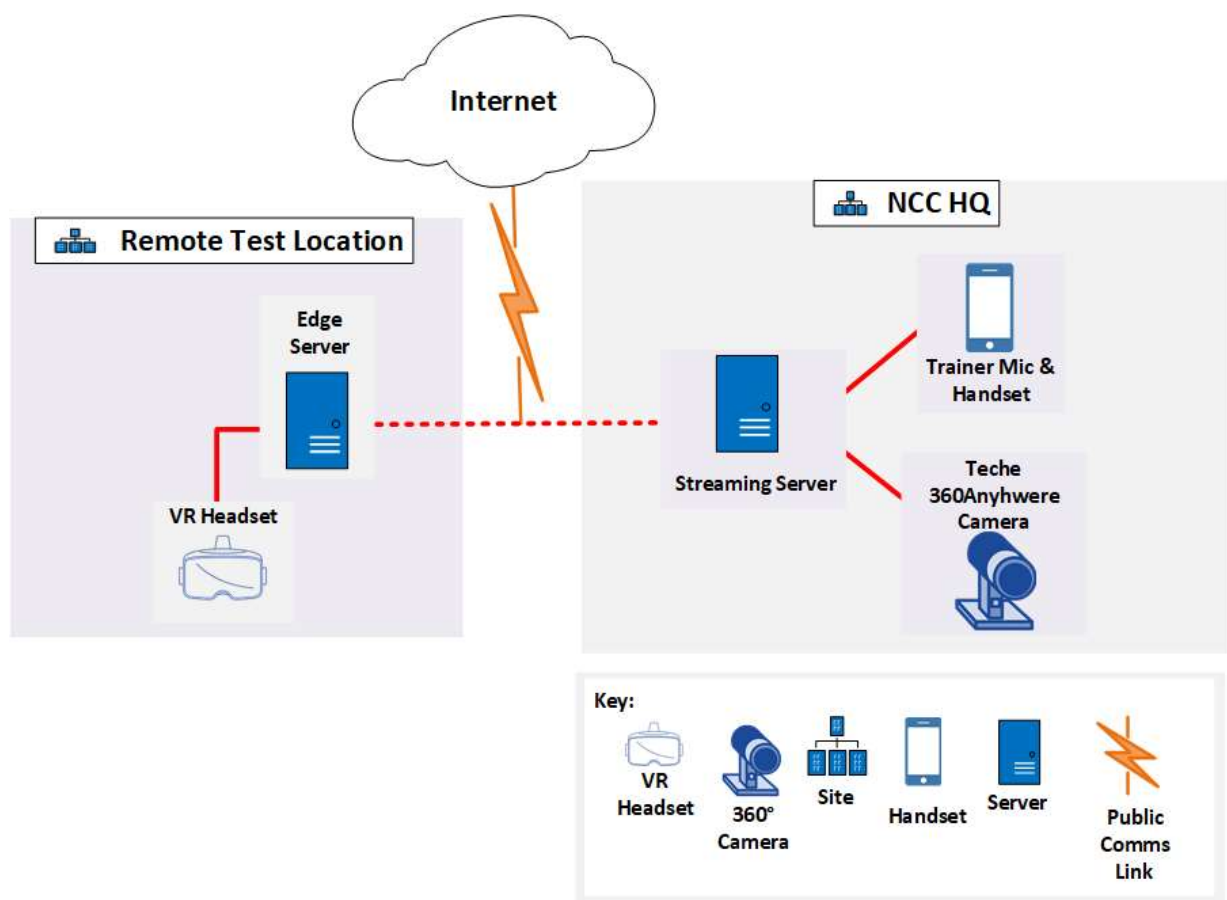 Internet
NCC HQ
Remote Test Location
Edge
Server
Trainer Mic &
Handset
Streaming Server
Teche
360Anyhwere
Camera
VR Headset
Key:
VR
Headset
360°
Camera
Site
Handset
Server
Public
Comms
Link